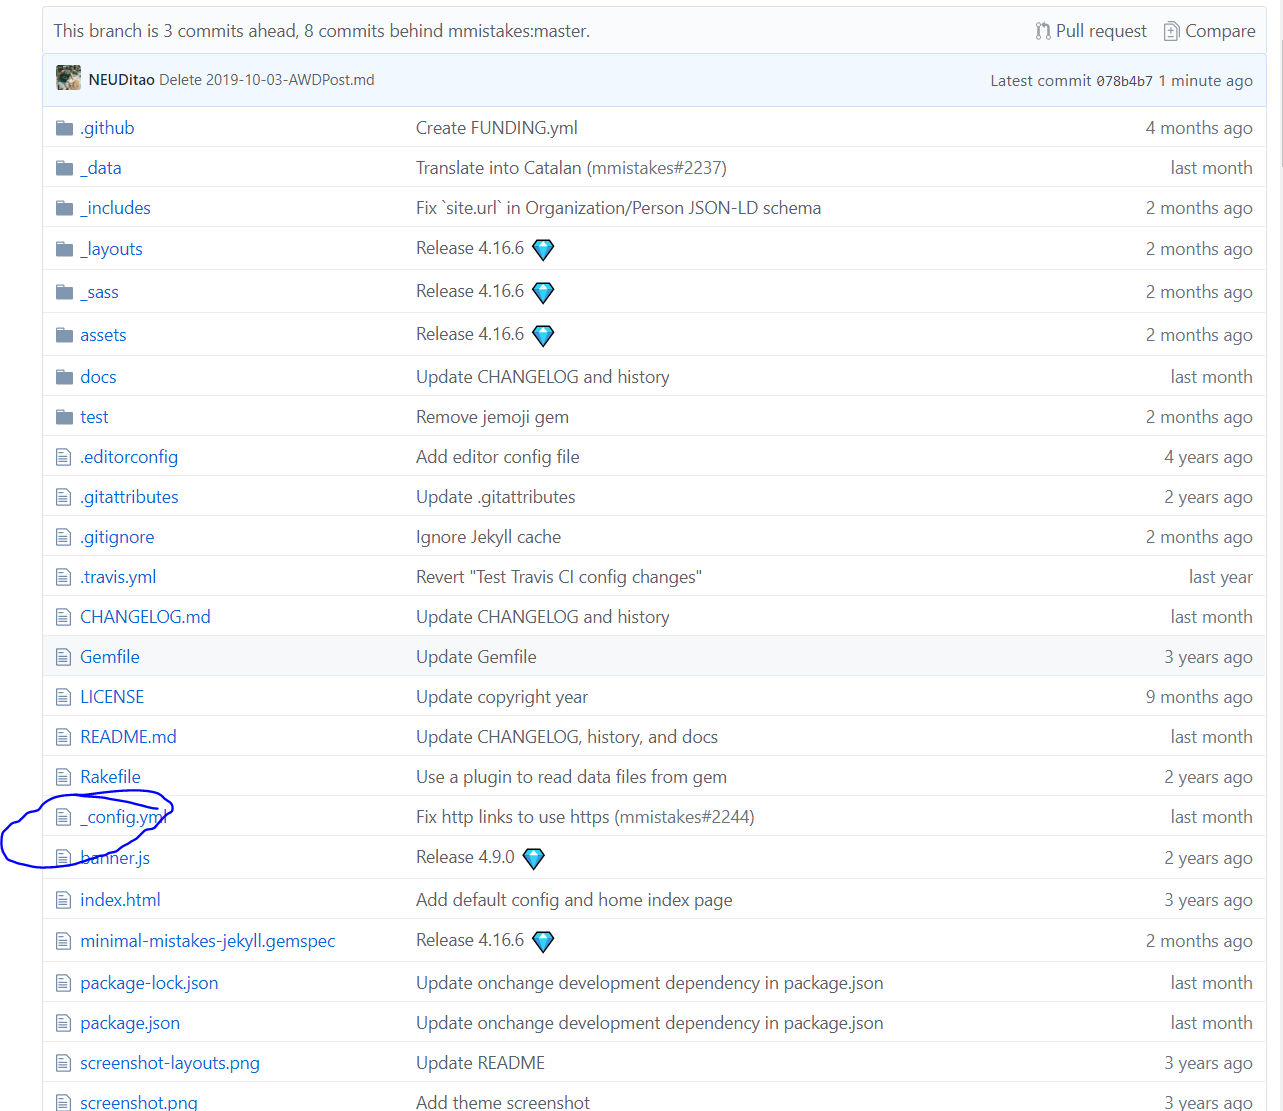 This branch is 3 commits ahead, 8 commits behind mmistakes:master. Pull request Compare
NEUDitao Delete 2019-10-03-AWDPost.md Latest commit 078b4b7 1 minute ago
.github Create FUNDING.yml 4 months ago
_data Translate into Catalan (mmistakes#2237) last month
_includes Fix `site.url` in Organization/Person JSON-LD schema 2 months ago
_layouts Release 4.16.6 2 months ago
_sass Release 4.16.6 2 months ago
assets Release 4.16.6 2 months ago
docs Update CHANGELOG and history last month
test Remove jemoji gem 2 months ago
.editorconfig Add editor config file 4 years ago
.gitattributes Update .gitattributes 2 years ago
.gitignore Ignore Jekyll cache 2 months ago
.travis.yml Revert "Test Travis CI config changes" last year
CHANGELOG.md Update CHANGELOG and history last month
Gemfile Update Gemfile 3 years ago
LICENSE Update copyright year 9 months ago
README.md Update CHANGELOG, history, and docs last month
Rakefile Use a plugin to read data files from gem 2 years ago
_config.yml Fix http links to use https (mmistakes#2244) last month
banner.js Release 4.9.0 2 years ago
index.html Add default config and home index page 3 years ago
minimal-mistakes-jekyll.gemspec Release 4.16.6 2 months ago
package-lock.json Update onchange development dependency in package.json last month
package.json Update onchange development dependency in package.json last month
screenshot-layouts.png Update README 3 years ago
screenshot.png Add theme screenshot 3 years ago